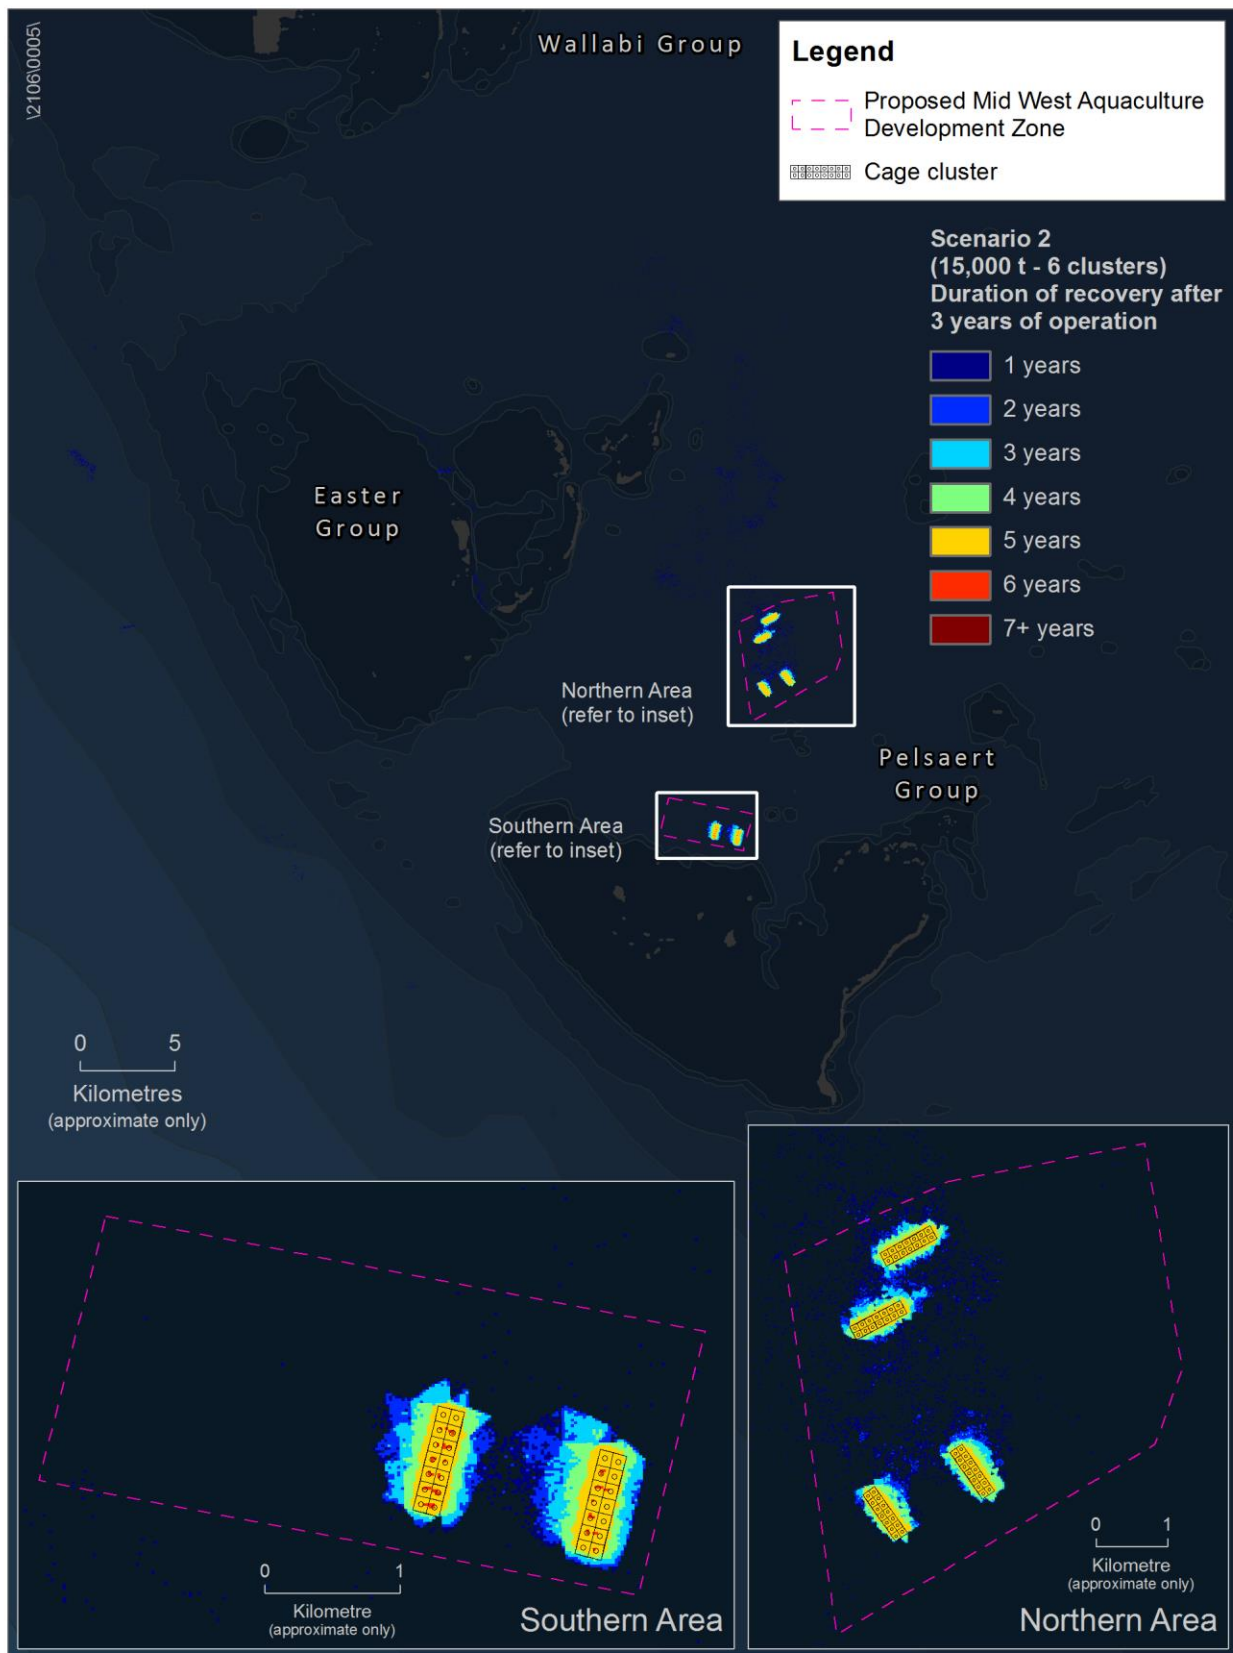 \2106\0005\
Wallabi Group
Legend
Proposed Mid West Aquaculture
Development Zone
Cage cluster
Scenario 2
(15,000 t - 6 clusters)
Duration of recovery after
3 years of operation
1 years
2 years
3 years
4 years
5 years
6 years
7+ years
Easter
Group
Northern Area
(refer to inset)
Pelsaert
Group
Southern Area
(refer to inset)
0 5
Kilometres
(approximate only)
0 1
Kilometre
(approximate only)
Southern Area
0 1
Kilometre
(approximate only)
Northern Area